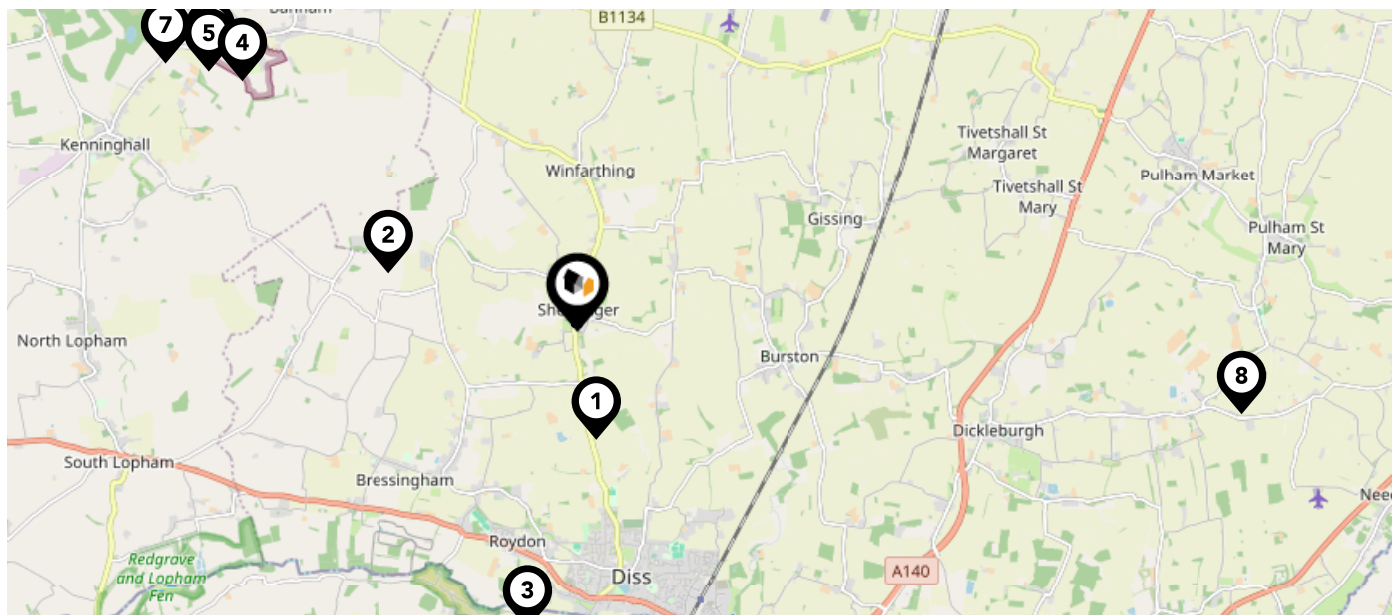 B1134
7
5
4
Kenninghall
Tivetshall St
Margaret
Winfarthing
Pulham Market
Tivetshall St
Mary
Gissing
2
Pulham St
Mary
North Lopham
Burston
8
1
Dickleburgh
South Lopham
Bressingham
Roydon
Redgrave
and Lopham
Fen
A140
Diss
3